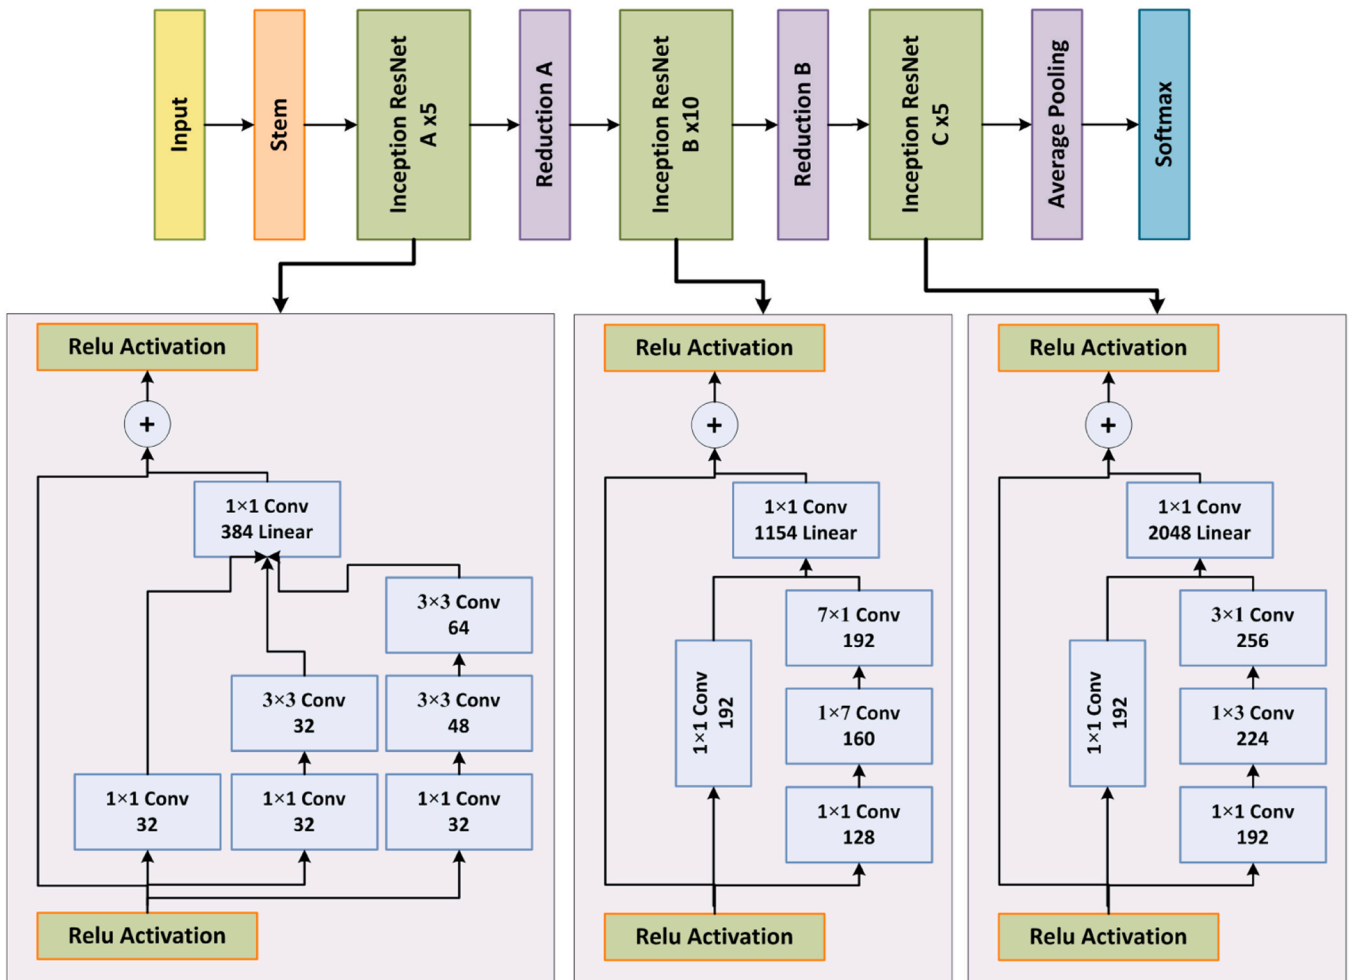 Input
Stem
Inception ResNet
A x5
Reduction A
Inception ResNet
B x10
Reduction B
Inception ResNet
C x5
Average Pooling
Softmax
Relu Activation
+
1×1 Conv
384 Linear
3×3 Conv
64
3×3 Conv
32
3×3 Conv
48
1×1 Conv
32
1×1 Conv
32
1×1 Conv
32
Relu Activation
Relu Activation
+
1×1 Conv
1154 Linear
7×1 Conv
192
1×1 Conv
192
1×7 Conv
160
1×1 Conv
128
Relu Activation
Relu Activation
+
1×1 Conv
2048 Linear
3×1 Conv
256
1×1 Conv
192
1×3 Conv
224
1×1 Conv
192
Relu Activation